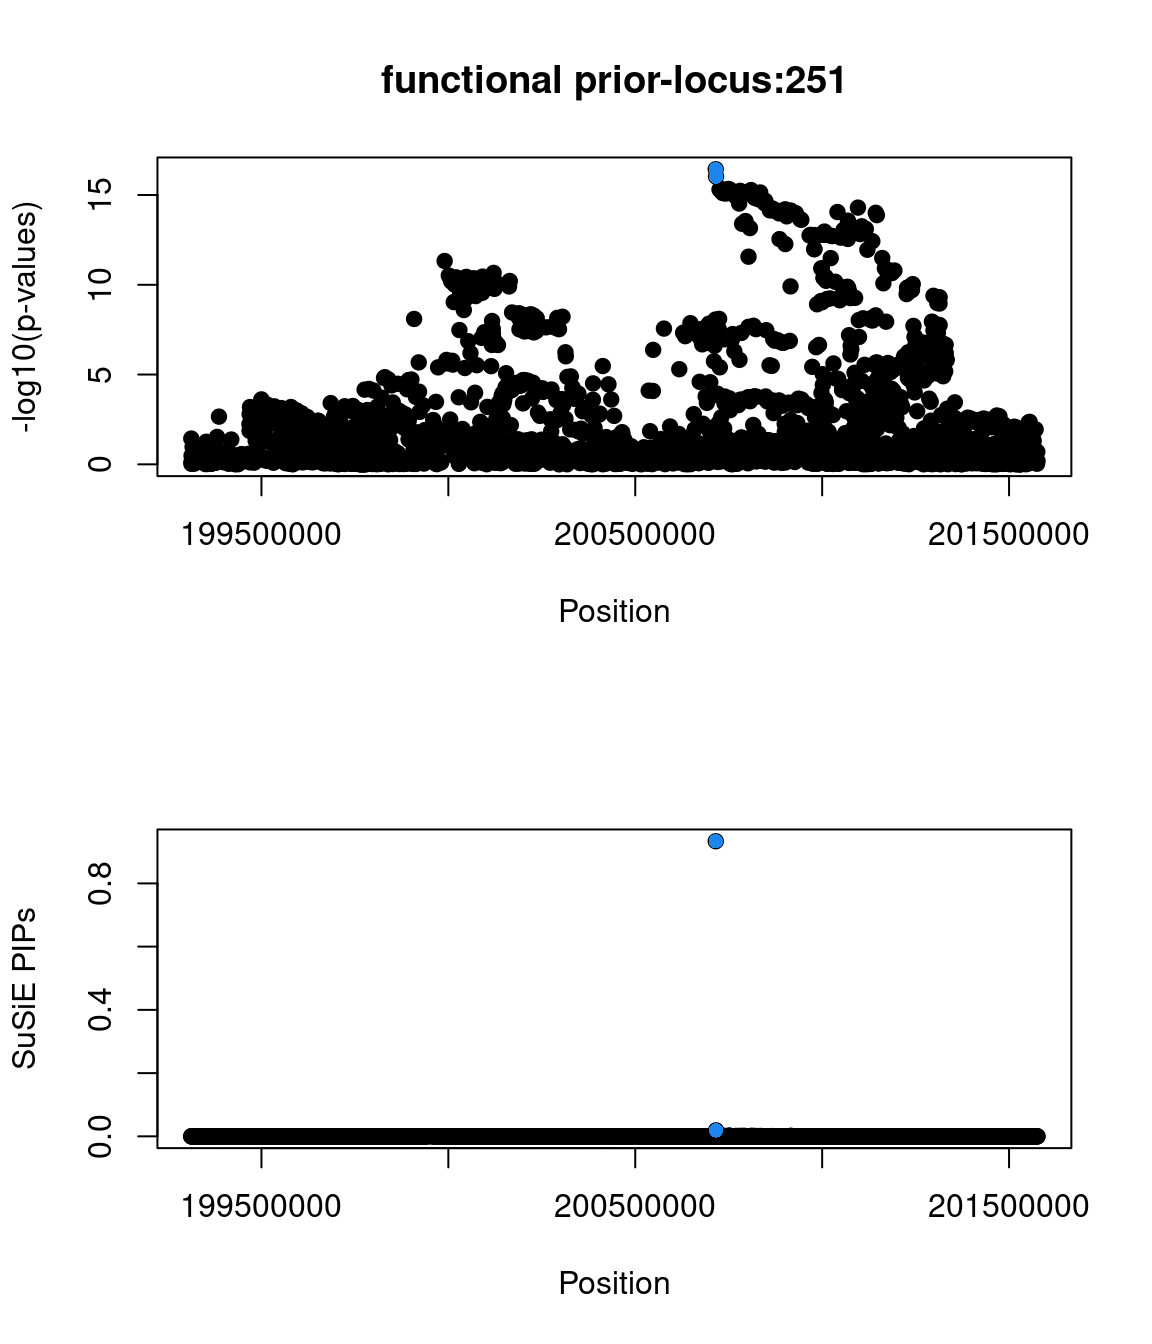 functional prior-locus:251
-log10(p-values)
15
10
5
0
199500000 200500000 201500000
Position
SuSiE PIPs
0.8
0.4
0.0
199500000 200500000 201500000
Position